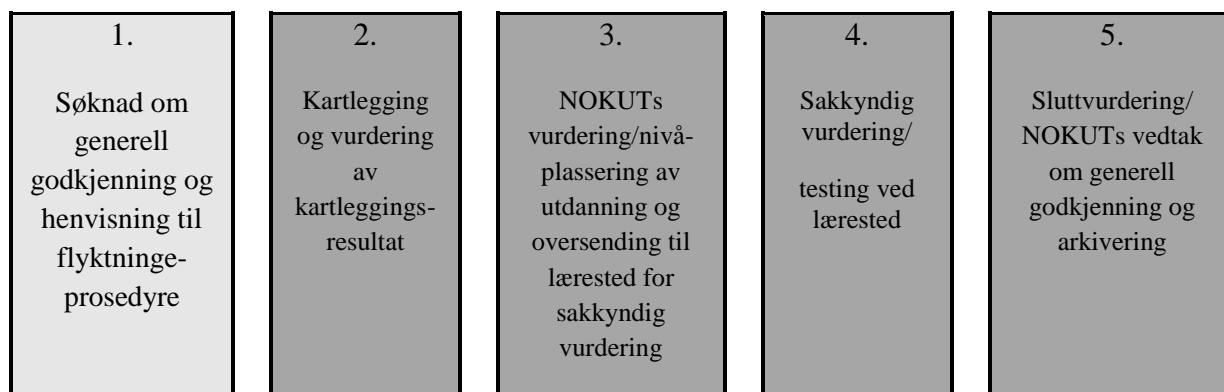 1.
Søknad om
generell
godkjenning og
henvisning til
flyktninge-
prosedyre
2.
Kartlegging
og vurdering
av
kartleggings-
resultat
3.
NOKUTs
vurdering/nivå-
plassering av
utdanning og
oversending til
lærested for
sakkyndig
vurdering
4.
Sakkyndig
vurdering/
testing ved
lærested
5.
Sluttvurdering/
NOKUTs vedtak
om generell
godkjenning og
arkivering